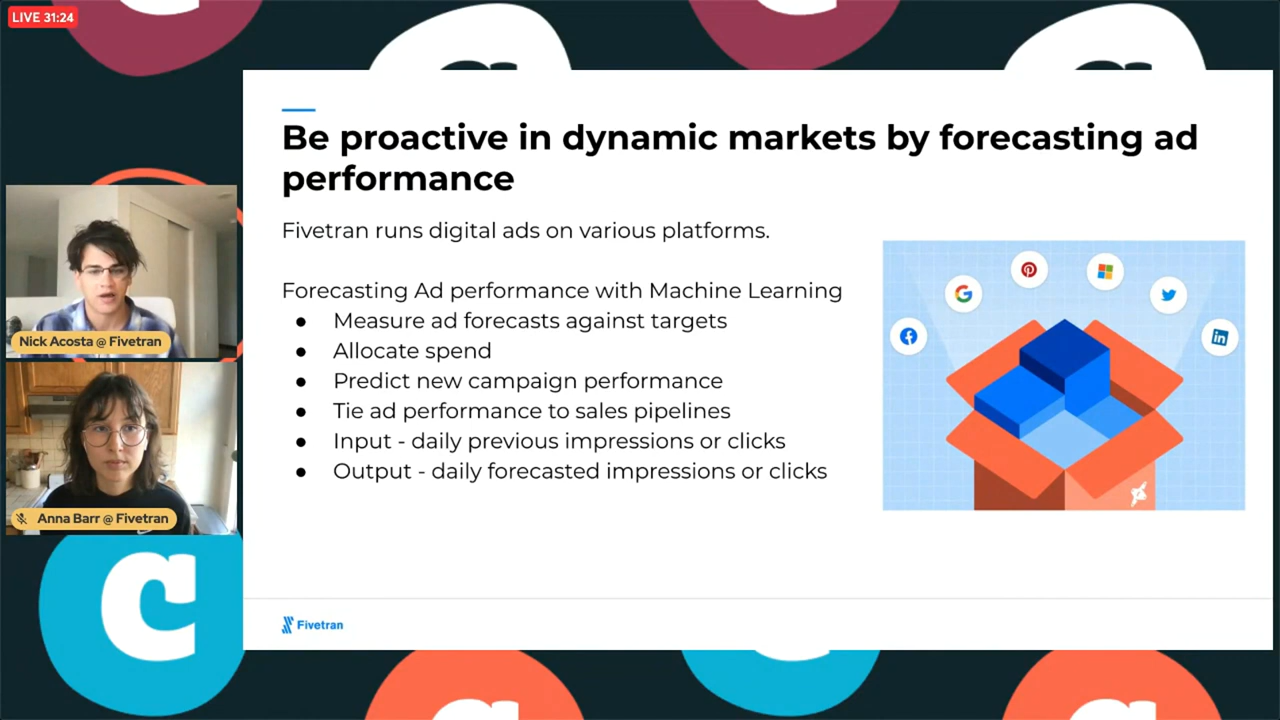 LIVE 31:24
Be proactive in dynamic markets by forecasting ad
performance
Fivetran runs digital ads on various platforms.
Forecasting Ad performance with Machine Learning
● Measure ad forecasts against targets
● Allocate spend
● Predict new campaign performance
● Tie ad performance to sales pipelines
● Input - daily previous impressions or clicks
● Output - daily forecasted impressions or clicks
Nick Acosta @ Fivetran
Anna Barr @ Fivetran
Fivetran